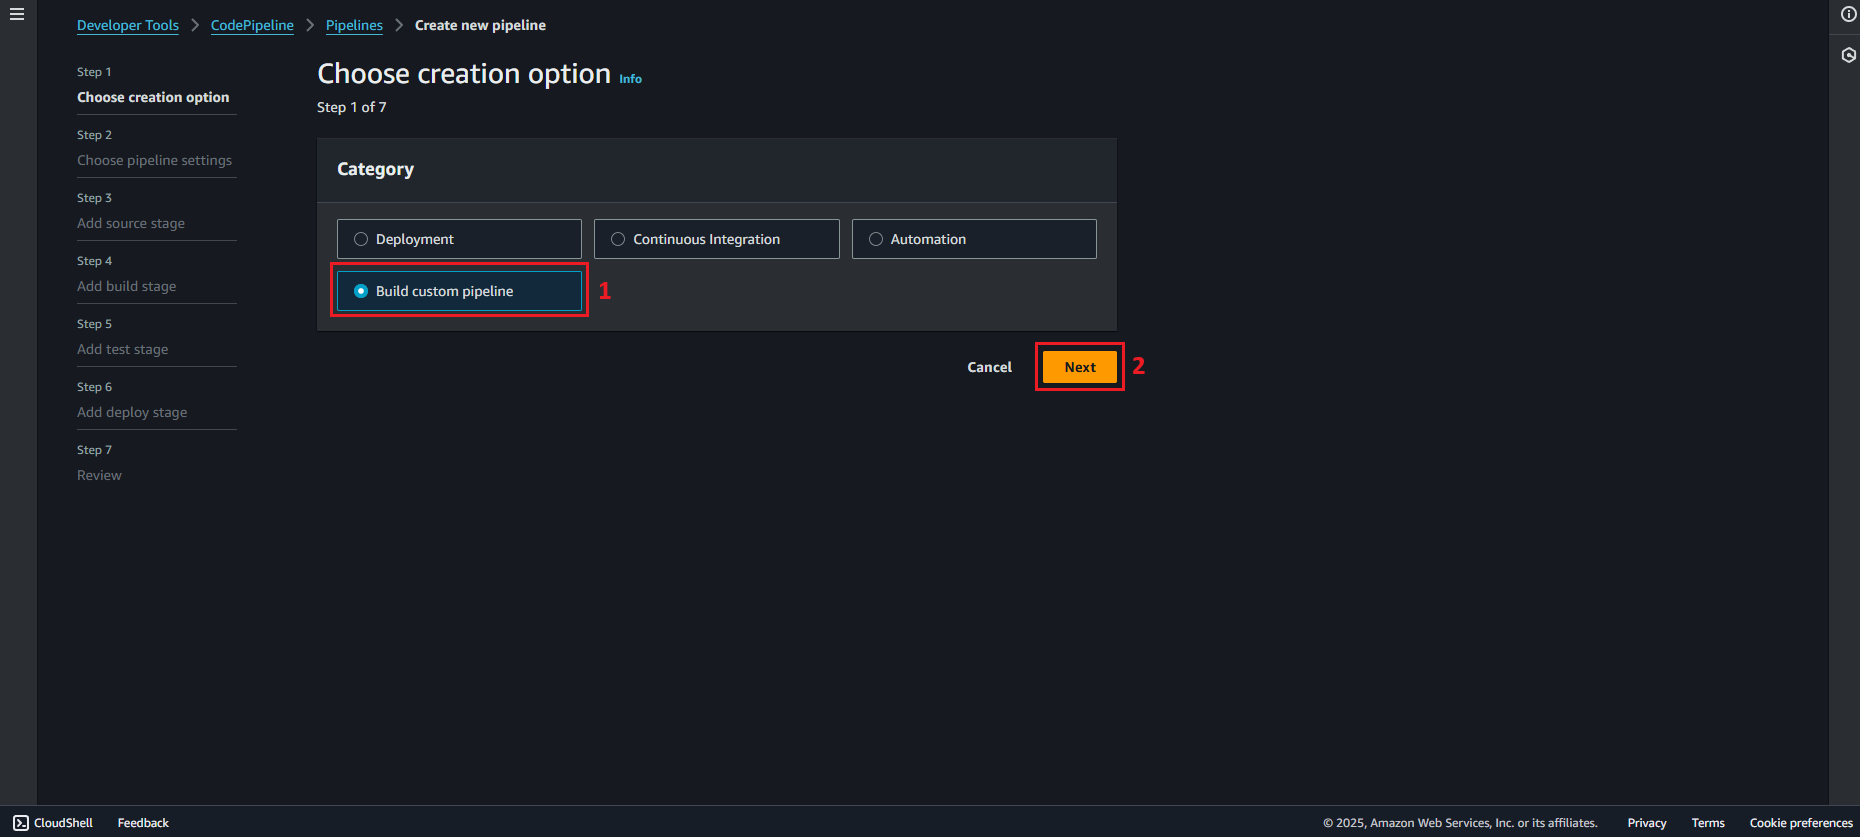 Developer Tools > CodePipeline > Pipelines > Create new pipeline
Step 1
Choose creation option
Step 2
Choose pipeline settings
Step 3
Add source stage
Step 4
Add build stage
Step 5
Add test stage
Step 6
Add deploy stage
Step 7
Review
Choose creation option Info
Step 1 of 7
Category
Deployment
Continuous Integration
Automation
Build custom pipeline
1
Cancel
Next
2
CloudShell
Feedback
© 2025, Amazon Web Services, Inc. or its affiliates.
Privacy
Terms
Cookie preferences